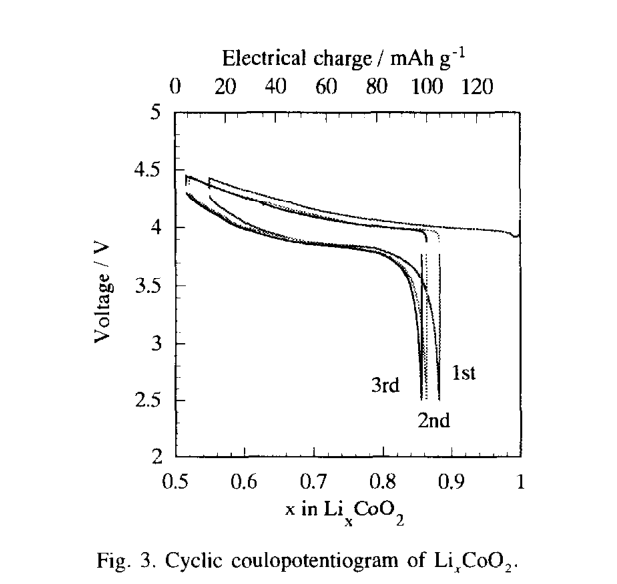 Electrical charge / mAh g⁻¹
0 20 40 60 80 100 120
5
4.5
4
3.5
3
2.5
2
Voltage / V
3rd
1st
2nd
0.5 0.6 0.7 0.8 0.9 1
x in LiₓCoO₂
Fig. 3. Cyclic coulopotentiogram of LiₓCoO₂.